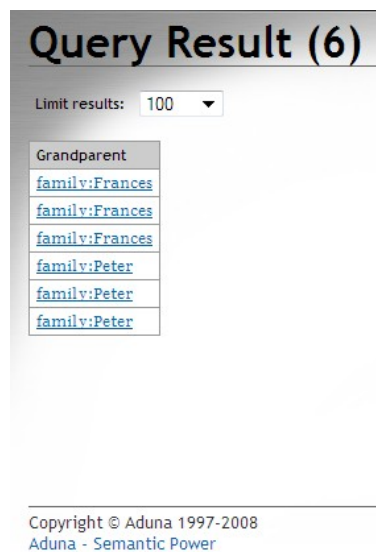 Query Result (6)
Limit results: 100
Grandparent
family:Frances
family:Frances
family:Frances
family:Peter
family:Peter
family:Peter
Copyright © Aduna 1997-2008
Aduna - Semantic Power